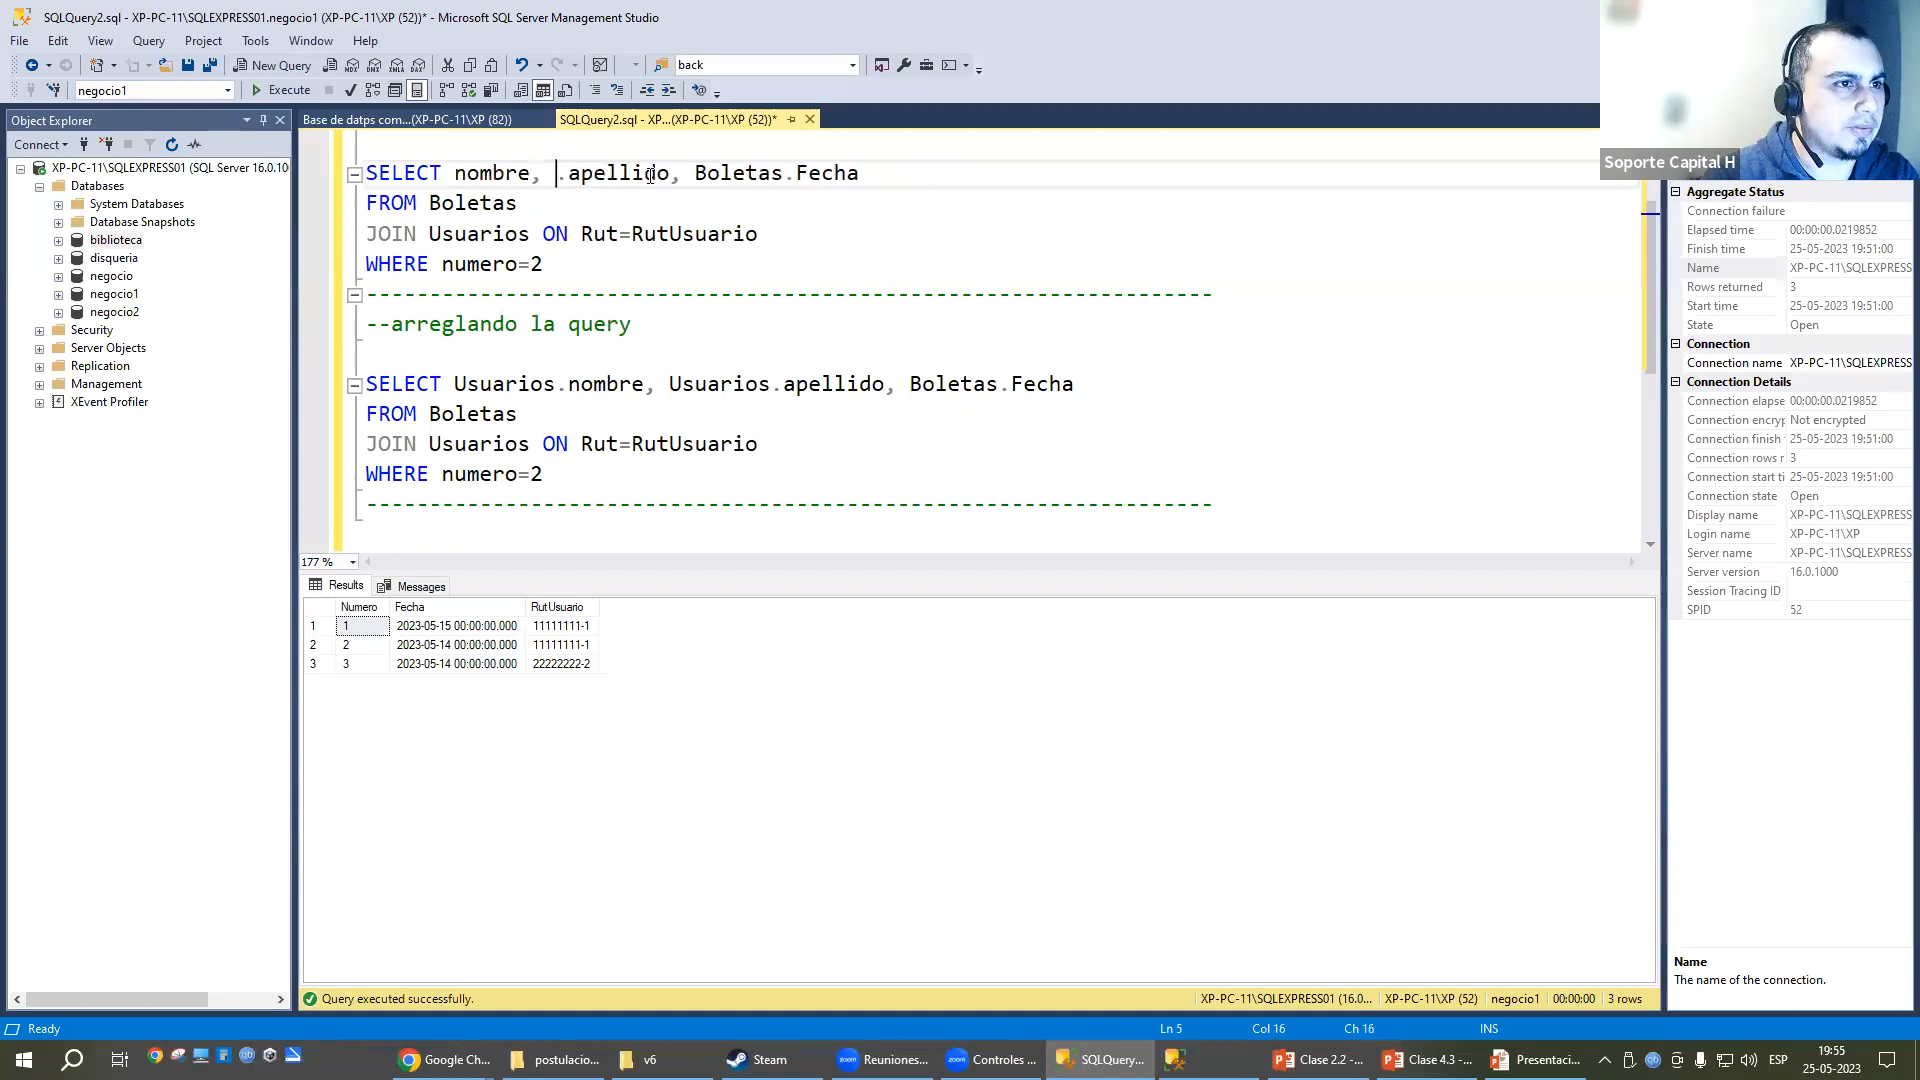 SQLQuery2.sql - XP-PC-11\SQLEXPRESS01.negocio1 (XP-PC-11\XP (52))* - Microsoft SQL Server Management Studio
File Edit View Query Project Tools Window Help
New Query back
negocio1 Execute
Object Explorer
Connect
XP-PC-11\SQLEXPRESS01 (SQL Server 16.0.10
Databases
System Databases
Database Snapshots
biblioteca
disqueria
negocio
negocio1
negocio2
Security
Server Objects
Replication
Management
XEvent Profiler
Base de datps com...(XP-PC-11\XP (82))
SQLQuery2.sql - XP...(XP-PC-11\XP (52))*
SELECT nombre, .apellido, Boletas.Fecha
FROM Boletas
JOIN Usuarios ON Rut=RutUsuario
WHERE numero=2
-------------------------------------------------------------------
--arreglando la query
SELECT Usuarios.nombre, Usuarios.apellido, Boletas.Fecha
FROM Boletas
JOIN Usuarios ON Rut=RutUsuario
WHERE numero=2
-------------------------------------------------------------------
177 %
Results Messages
Numero Fecha RutUsuario
1 1 2023-05-15 00:00:00.000 11111111-1
2 2 2023-05-14 00:00:00.000 11111111-1
3 3 2023-05-14 00:00:00.000 22222222-2
Query executed successfully.
XP-PC-11\SQLEXPRESS01 (16.0... XP-PC-11\XP (52) negocio1 00:00:00 3 rows
Soporte Capital H
Aggregate Status
Connection failure
Elapsed time 00:00:00.0219852
Finish time 25-05-2023 19:51:00
Name XP-PC-11\SQLEXPRESS
Rows returned 3
Start time 25-05-2023 19:51:00
State Open
Connection
Connection name XP-PC-11\SQLEXPRESS
Connection Details
Connection elapse 00:00:00.0219852
Connection encryp Not encrypted
Connection finish 25-05-2023 19:51:00
Connection rows r 3
Connection start ti 25-05-2023 19:51:00
Connection state Open
Display name XP-PC-11\SQLEXPRESS
Login name XP-PC-11\XP
Server name XP-PC-11\SQLEXPRESS
Server version 16.0.1000
Session Tracing ID
SPID 52
Name
The name of the connection.
Ready
Ln 5 Col 16 Ch 16 INS
Google Ch... postulacio... v6 Steam Reuniones... Controles ... SQLQuery... Clase 2.2 -... Clase 4.3 -... Presentaci...
ESP
19:55
25-05-2023